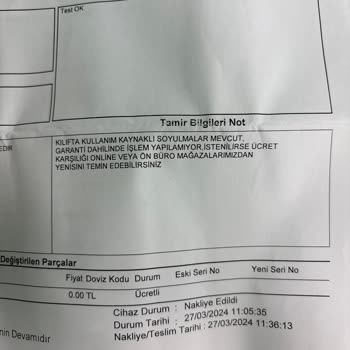 Test OK
Tamir Bilgileri Not
EDIR
KILIFTA KULLANIM KAYNAKLI SOYULMALAR MEVCUT,
GARANTİ DAHİLİNDE İŞLEM YAPILAMIYOR,İSTENİLİRSE ÜCRET
KARŞILIĞI ONLINE VEYA ÖN BÜRO MAĞAZALARIMIZDAN
YENİSİNİ TEMİN EDEBİLİRSİNİZ
Değiştirilen Parçalar
Fiyat Doviz Kodu Durum Eski Seri No Yeni Seri No
0.00 TL Ücretli
Cihaz Durum : Nakliye Edildi
Durum Tarihi : 27/03/2024 11:05:35
Nakliye/Teslim Tarihi : 27/03/2024 11:36:13
Devamıdır